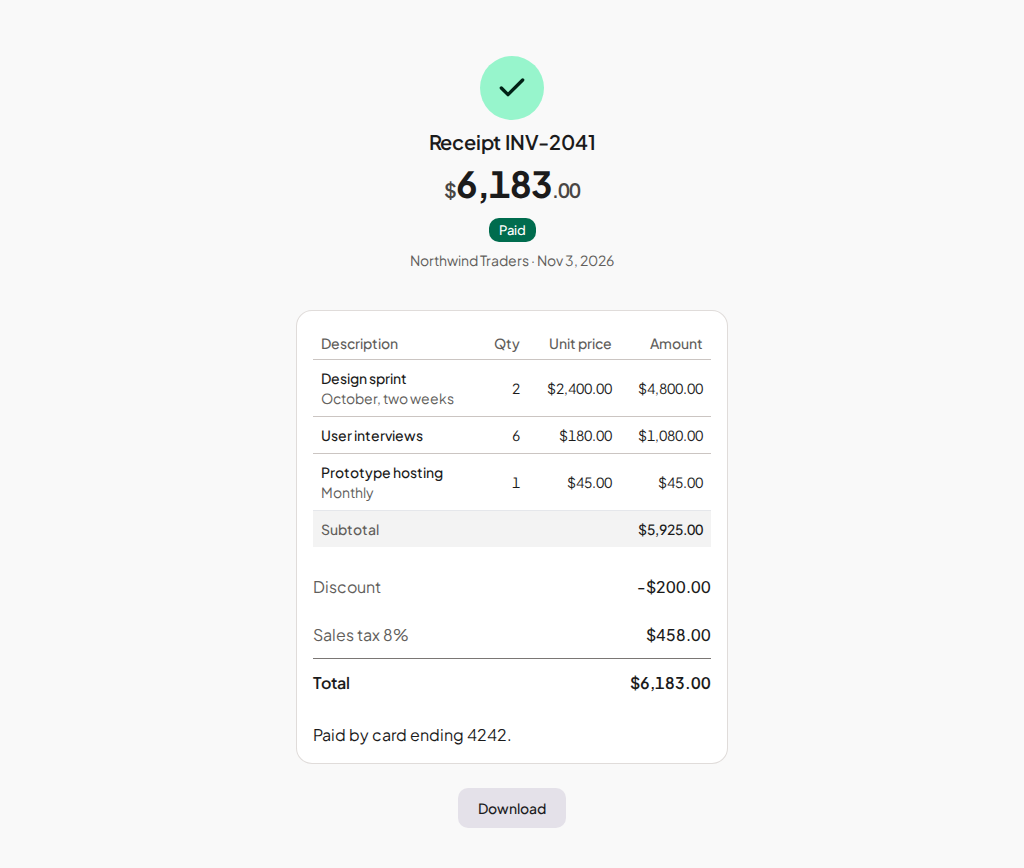 Receipt INV-2041
$6,183.00
Paid
Northwind Traders · Nov 3, 2026
Description Qty Unit price Amount
Design sprint
October, two weeks
2 $2,400.00 $4,800.00
User interviews 6 $180.00 $1,080.00
Prototype hosting
Monthly
1 $45.00 $45.00
Subtotal $5,925.00
Discount -$200.00
Sales tax 8% $458.00
Total $6,183.00
Paid by card ending 4242.
Download